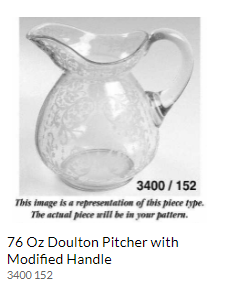 3400 / 152
This image is a representation of this piece type.
The actual piece will be in your pattern.
76 Oz Doulton Pitcher with
Modified Handle
3400 152